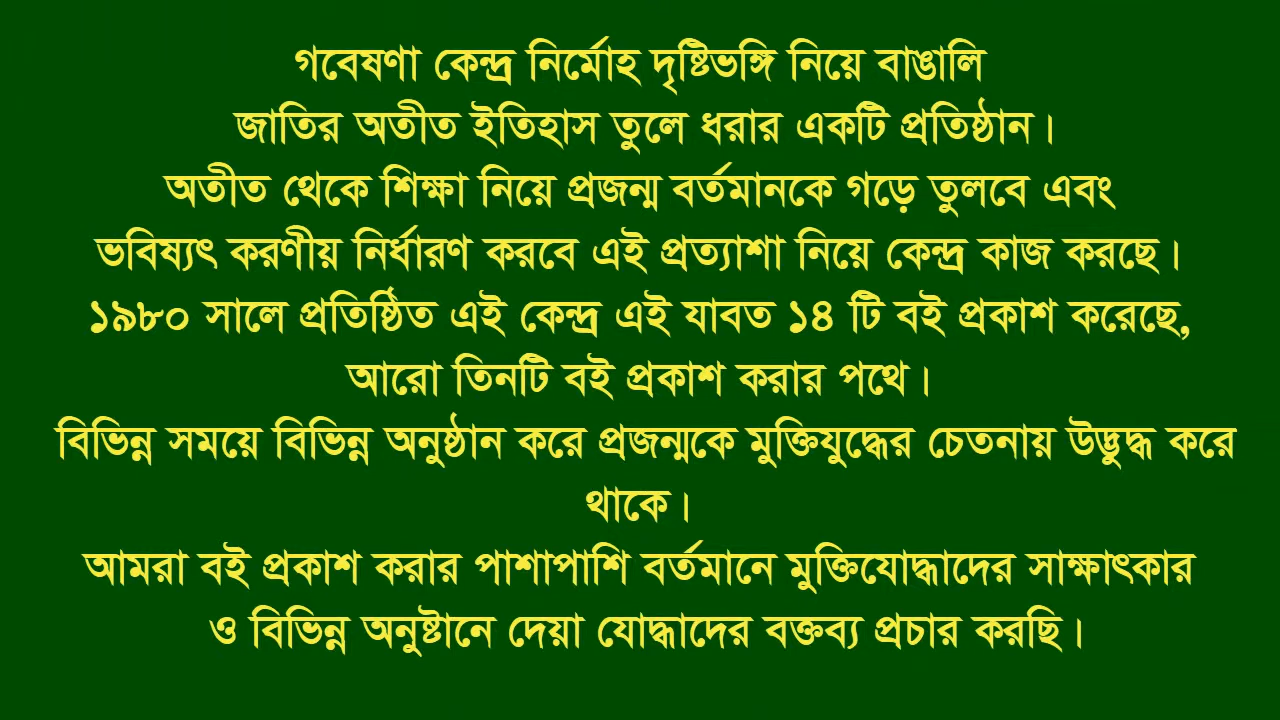 গবেষণা কেন্দ্র নির্মোহ দৃষ্টিভঙ্গি নিয়ে বাঙালি
জাতির অতীত ইতিহাস তুলে ধরার একটি প্রতিষ্ঠান।
অতীত থেকে শিক্ষা নিয়ে প্রজন্ম বর্তমানকে গড়ে তুলবে এবং
ভবিষ্যৎ করণীয় নির্ধারণ করবে এই প্রত্যাশা নিয়ে কেন্দ্র কাজ করছে।
১৯৮০ সালে প্রতিষ্ঠিত এই কেন্দ্র এই যাবত ১৪ টি বই প্রকাশ করেছে,
আরো তিনটি বই প্রকাশ করার পথে।
বিভিন্ন সময়ে বিভিন্ন অনুষ্ঠান করে প্রজন্মকে মুক্তিযুদ্ধের চেতনায় উদ্ভুদ্ধ করে
থাকে।
আমরা বই প্রকাশ করার পাশাপাশি বর্তমানে মুক্তিযোদ্ধাদের সাক্ষাৎকার
ও বিভিন্ন অনুষ্টানে দেয়া যোদ্ধাদের বক্তব্য প্রচার করছি।